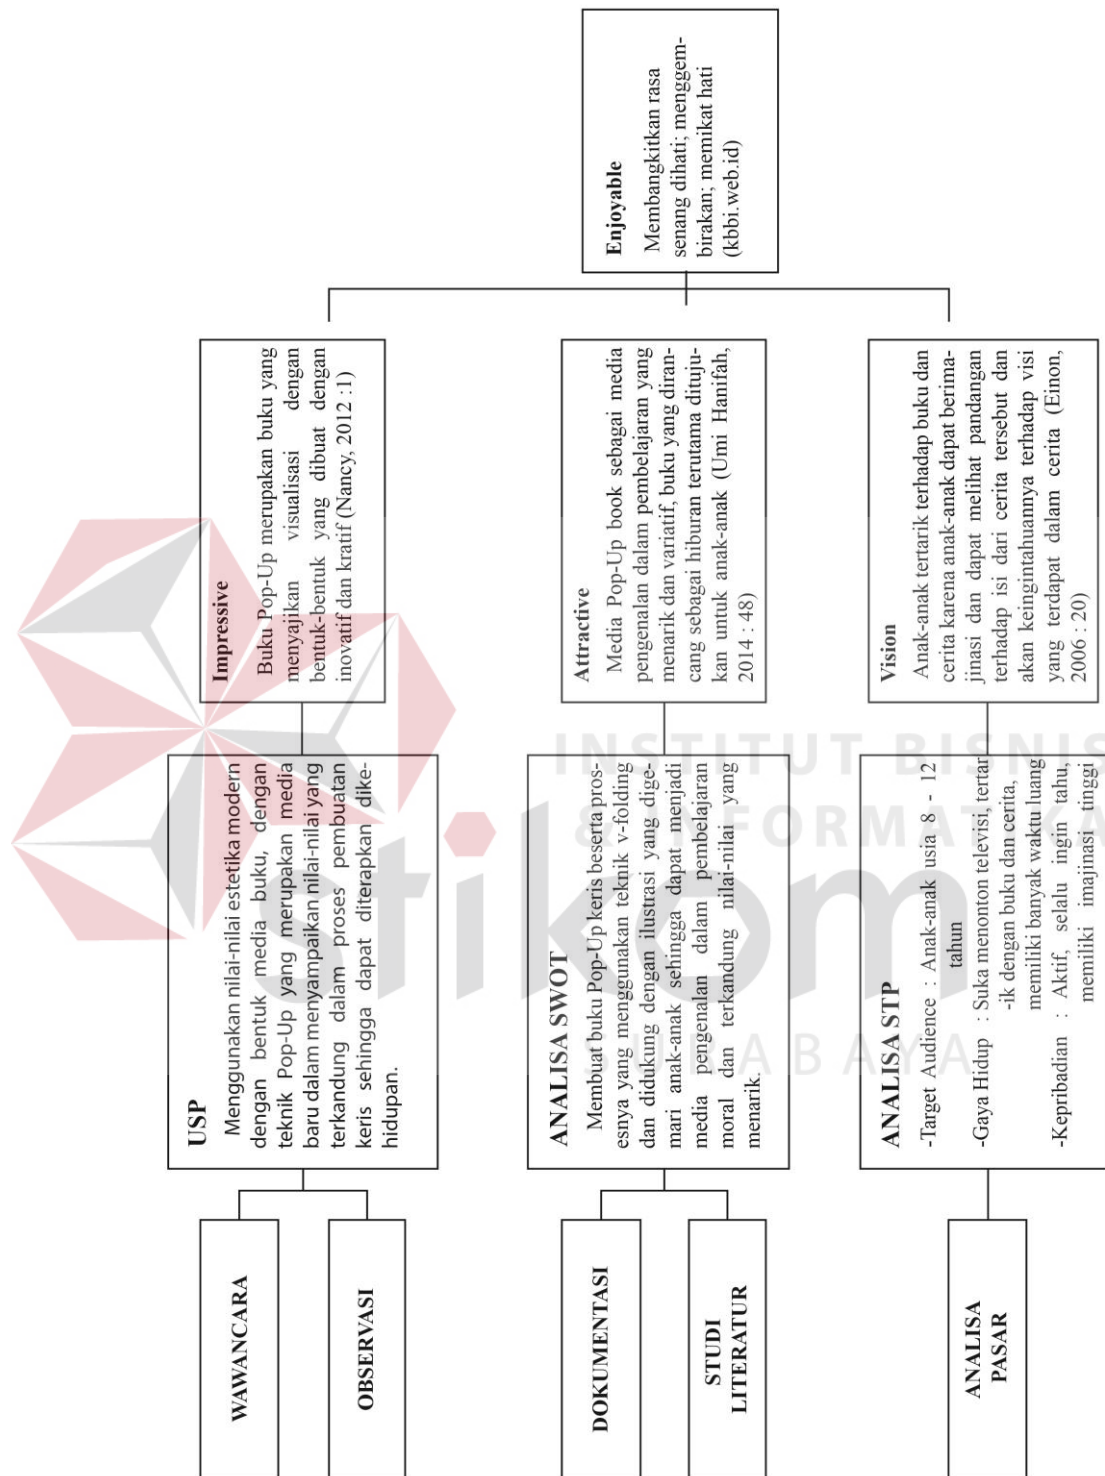 WAWANCARA
OBSERVASI
USP
Menggunakan nilai-nilai estetika modern
dengan bentuk media buku, dengan
teknik Pop-Up yang merupakan media
baru dalam menyampaikan nilai-nilai yang
terkandung dalam proses pembuatan
keris sehingga dapat diterapkan dike-
hidupan.
Impressive
Buku Pop-Up merupakan buku yang
menyajikan visualisasi dengan
bentuk-bentuk yang dibuat dengan
inovatif dan kratif (Nancy, 2012 :1)
DOKUMENTASI
STUDI
LITERATUR
ANALISA SWOT
Membuat buku Pop-Up keris beserta pros-
esnya yang menggunakan teknik v-folding
dan didukung dengan ilustrasi yang dige-
mari anak-anak sehingga dapat menjadi
media pengenalan dalam pembelajaran
moral dan terkandung nilai-nilai yang
menarik.
Attractive
Media Pop-Up book sebagai media
pengenalan dalam pembelajaran yang
menarik dan variatif, buku yang diran-
cang sebagai hiburan terutama dituju-
kan untuk anak-anak (Umi Hanifah,
2014 : 48)
ANALISA
PASAR
ANALISA STP
-Target Audience : Anak-anak usia 8 - 12
tahun
-Gaya Hidup : Suka menonton televisi, tertar
-ik dengan buku dan cerita,
memiliki banyak waktu luang
-Kepribadian : Aktif, selalu ingin tahu,
memiliki imajinasi tinggi
Vision
Anak-anak tertarik terhadap buku dan
cerita karena anak-anak dapat berima-
jinasi dan dapat melihat pandangan
terhadap isi dari cerita tersebut dan
akan keingintahuannya terhadap visi
yang terdapat dalam cerita (Einon,
2006 : 20)
Enjoyable
Membangkitkan rasa
senang dihati; menggem-
birakan; memikat hati
(kbbi.web.id)
INSTITUT BISNIS
& INFORMATIKA
stikom
SURABAYA